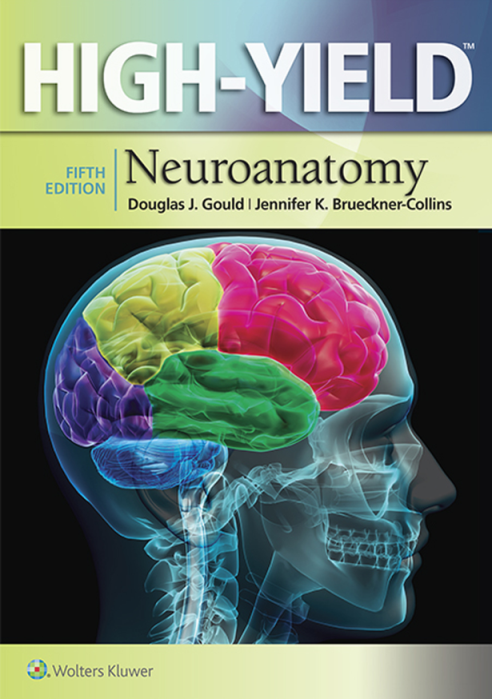 HIGH-YIELD™
FIFTH
EDITION
Neuroanatomy
Douglas J. Gould | Jennifer K. Brueckner-Collins
Wolters Kluwer